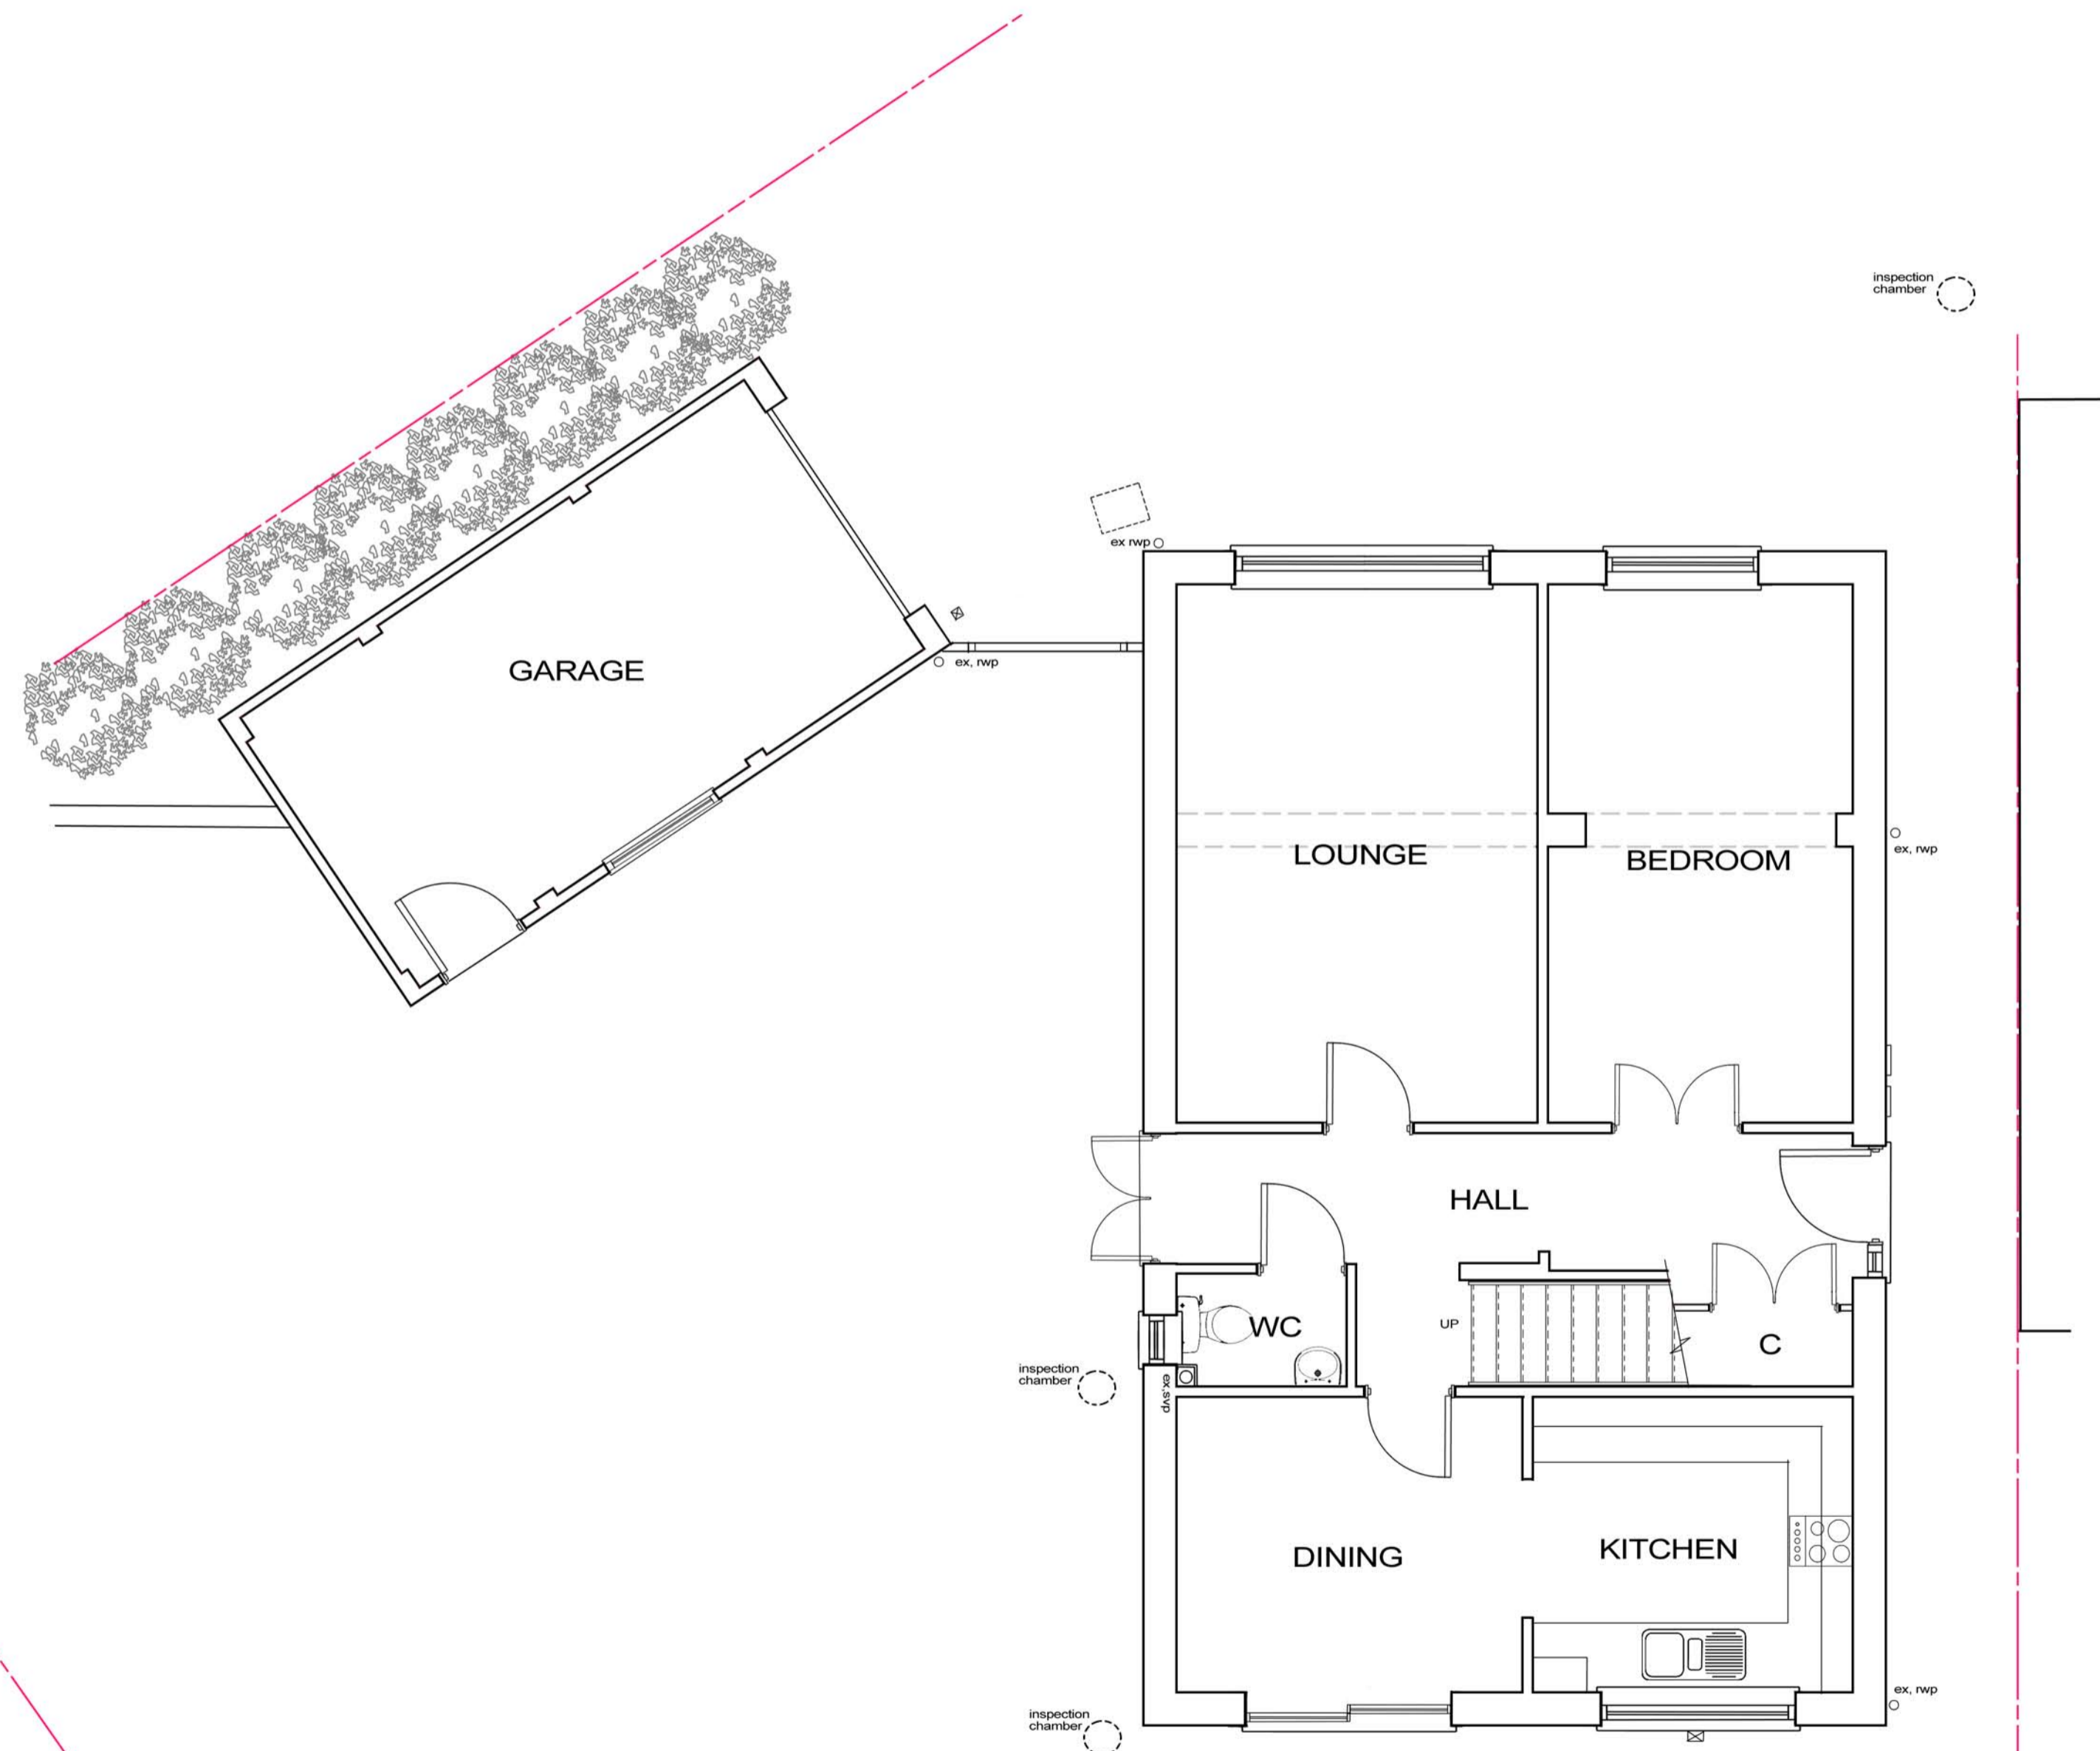 inspection
chamber
ex rwp
ex, rwp
GARAGE
LOUNGE
BEDROOM
ex, rwp
HALL
UP
WC
C
inspection
chamber
ex,svp
DINING
KITCHEN
ex, rwp
inspection
chamber